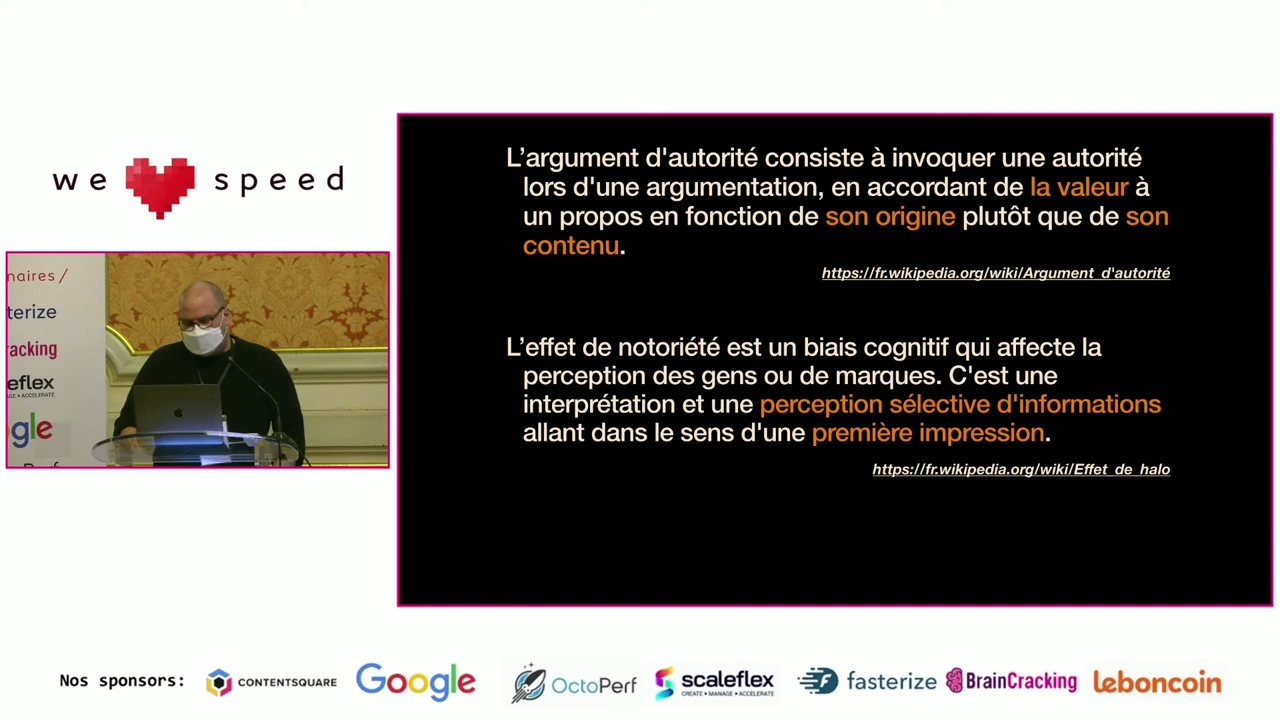 we speed
naires/
terize
racking
eflex
AGE • ACCELERATE
gle
L’argument d'autorité consiste à invoquer une autorité
lors d'une argumentation, en accordant de la valeur à
un propos en fonction de son origine plutôt que de son
contenu.
https://fr.wikipedia.org/wiki/Argument_d'autorité
L’effet de notoriété est un biais cognitif qui affecte la
perception des gens ou de marques. C'est une
interprétation et une perception sélective d'informations
allant dans le sens d'une première impression.
https://fr.wikipedia.org/wiki/Effet_de_halo
Nos sponsors: CONTENTSQUARE Google OctoPerf scaleflex fasterize BrainCracking leboncoin
CREATE • MANAGE • ACCELERATE